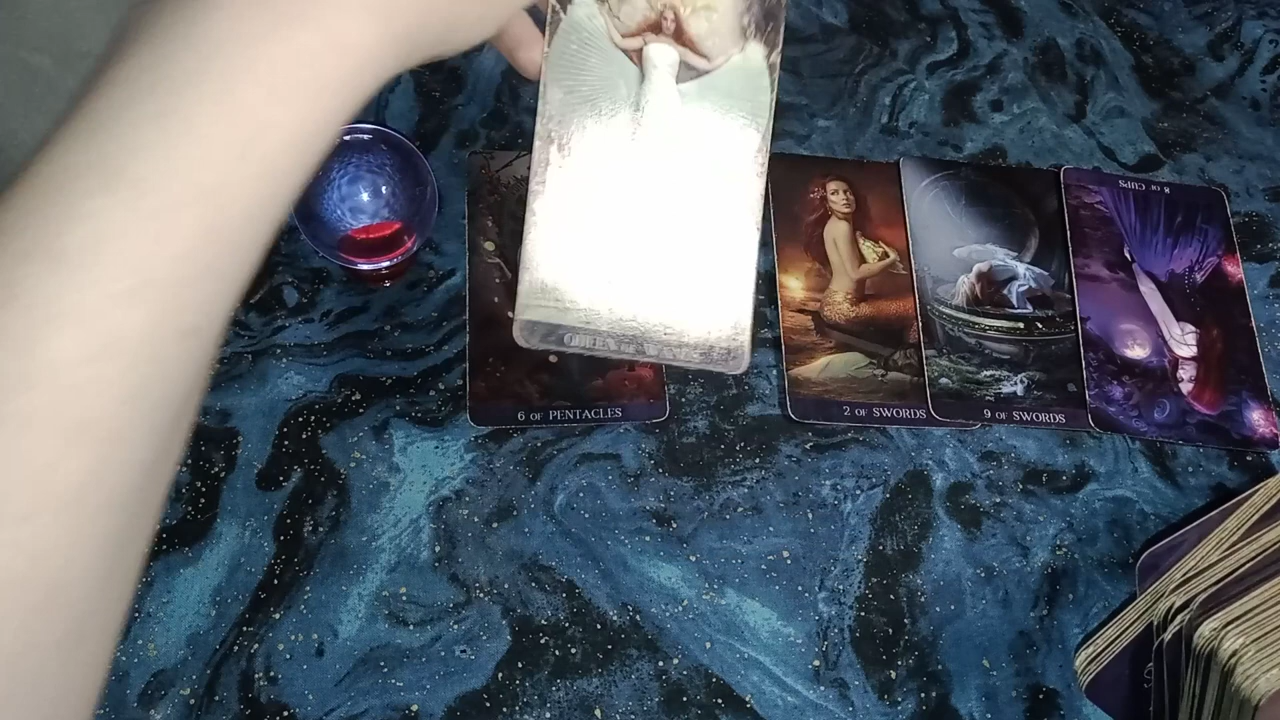 6 OF PENTACLES
2 OF SWORDS
9 OF SWORDS
8 OF CUPS